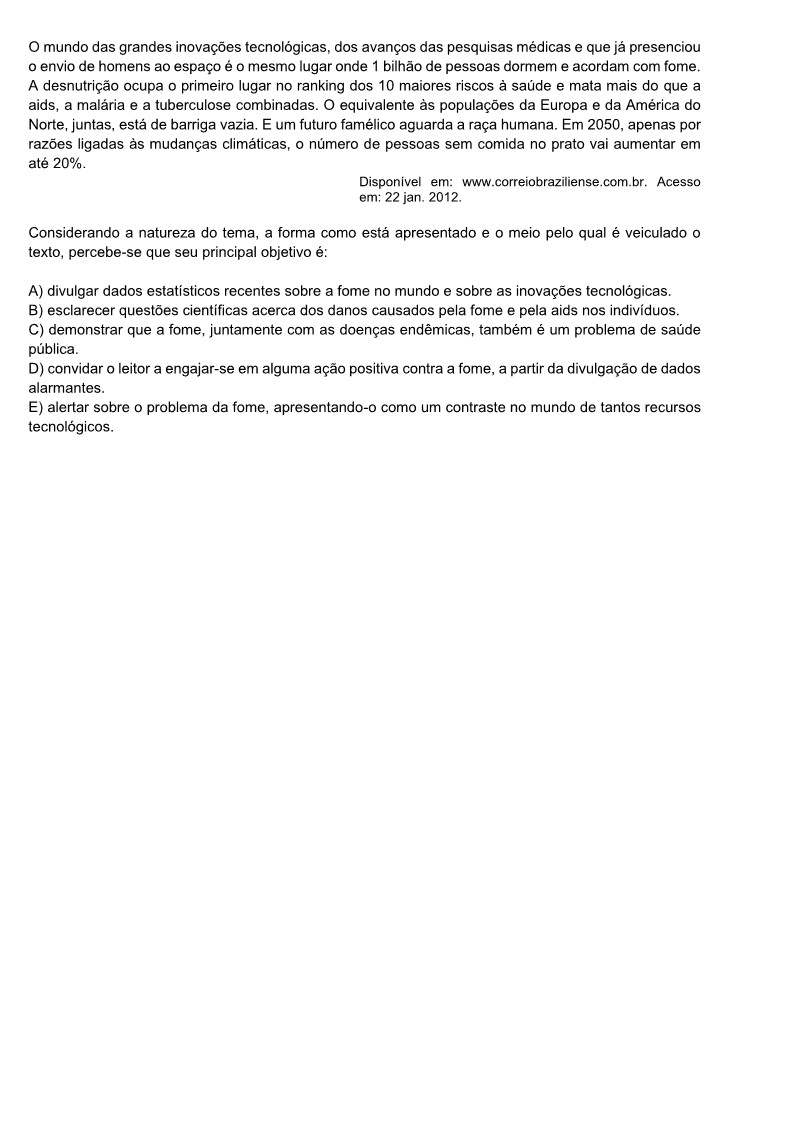 O mundo das grandes inovações tecnológicas, dos avanços das pesquisas médicas e que já presenciou
o envio de homens ao espaço é o mesmo lugar onde 1 bilhão de pessoas dormem e acordam com fome.
A desnutrição ocupa o primeiro lugar no ranking dos 10 maiores riscos à saúde e mata mais do que a
aids, a malária e a tuberculose combinadas. O equivalente às populações da Europa e da América do
Norte, juntas, está de barriga vazia. E um futuro famélico aguarda a raça humana. Em 2050, apenas por
razões ligadas às mudanças climáticas, o número de pessoas sem comida no prato vai aumentar em
até 20%.
Disponível em: www.correiobraziliense.com.br. Acesso
em: 22 jan. 2012.
Considerando a natureza do tema, a forma como está apresentado e o meio pelo qual é veiculado o
texto, percebe-se que seu principal objetivo é:
A) divulgar dados estatísticos recentes sobre a fome no mundo e sobre as inovações tecnológicas.
B) esclarecer questões científicas acerca dos danos causados pela fome e pela aids nos indivíduos.
C) demonstrar que a fome, juntamente com as doenças endêmicas, também é um problema de saúde
pública.
D) convidar o leitor a engajar-se em alguma ação positiva contra a fome, a partir da divulgação de dados
alarmantes.
E) alertar sobre o problema da fome, apresentando-o como um contraste no mundo de tantos recursos
tecnológicos.